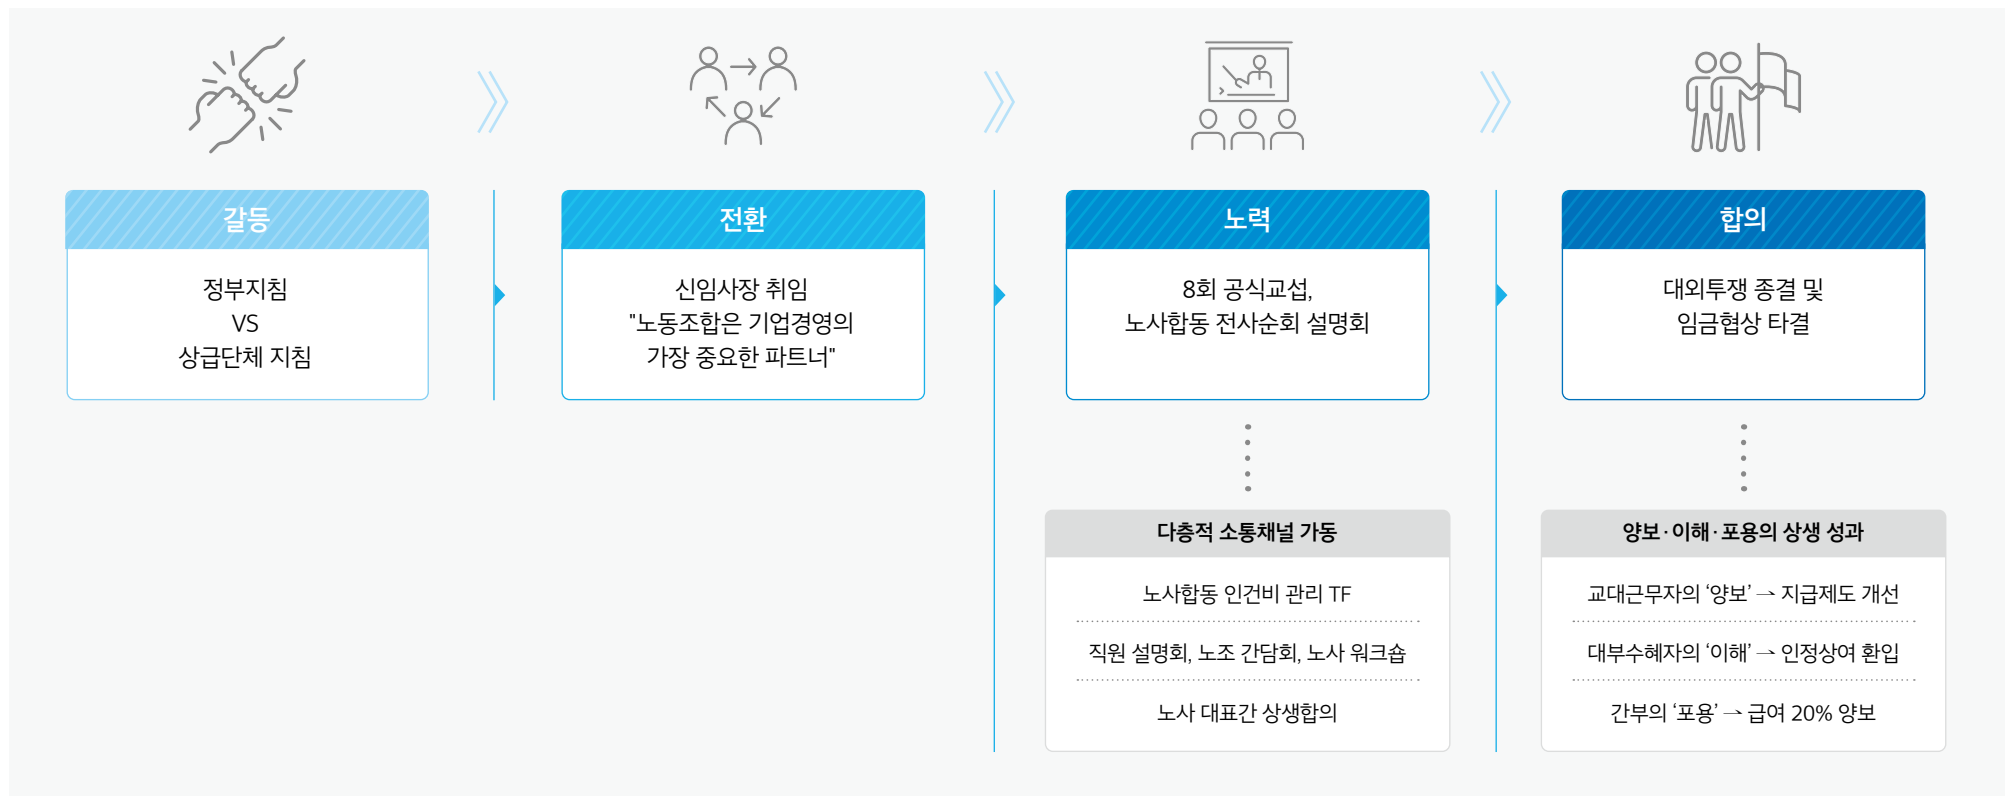 갈등
정부지침
VS
상급단체 지침
전환
신임사장 취임
"노동조합은 기업경영의
가장 중요한 파트너"
노력
8회 공식교섭,
노사합동 전사순회 설명회
다층적 소통채널 가동
노사합동 인건비 관리 TF
직원 설명회, 노조 간담회, 노사 워크숍
노사 대표간 상생합의
합의
대외투쟁 종결 및
임금협상 타결
양보·이해·포용의 상생 성과
교대근무자의 ‘양보’ → 지급제도 개선
대부수혜자의 ‘이해’ → 인정상여 환입
간부의 ‘포용’ → 급여 20% 양보